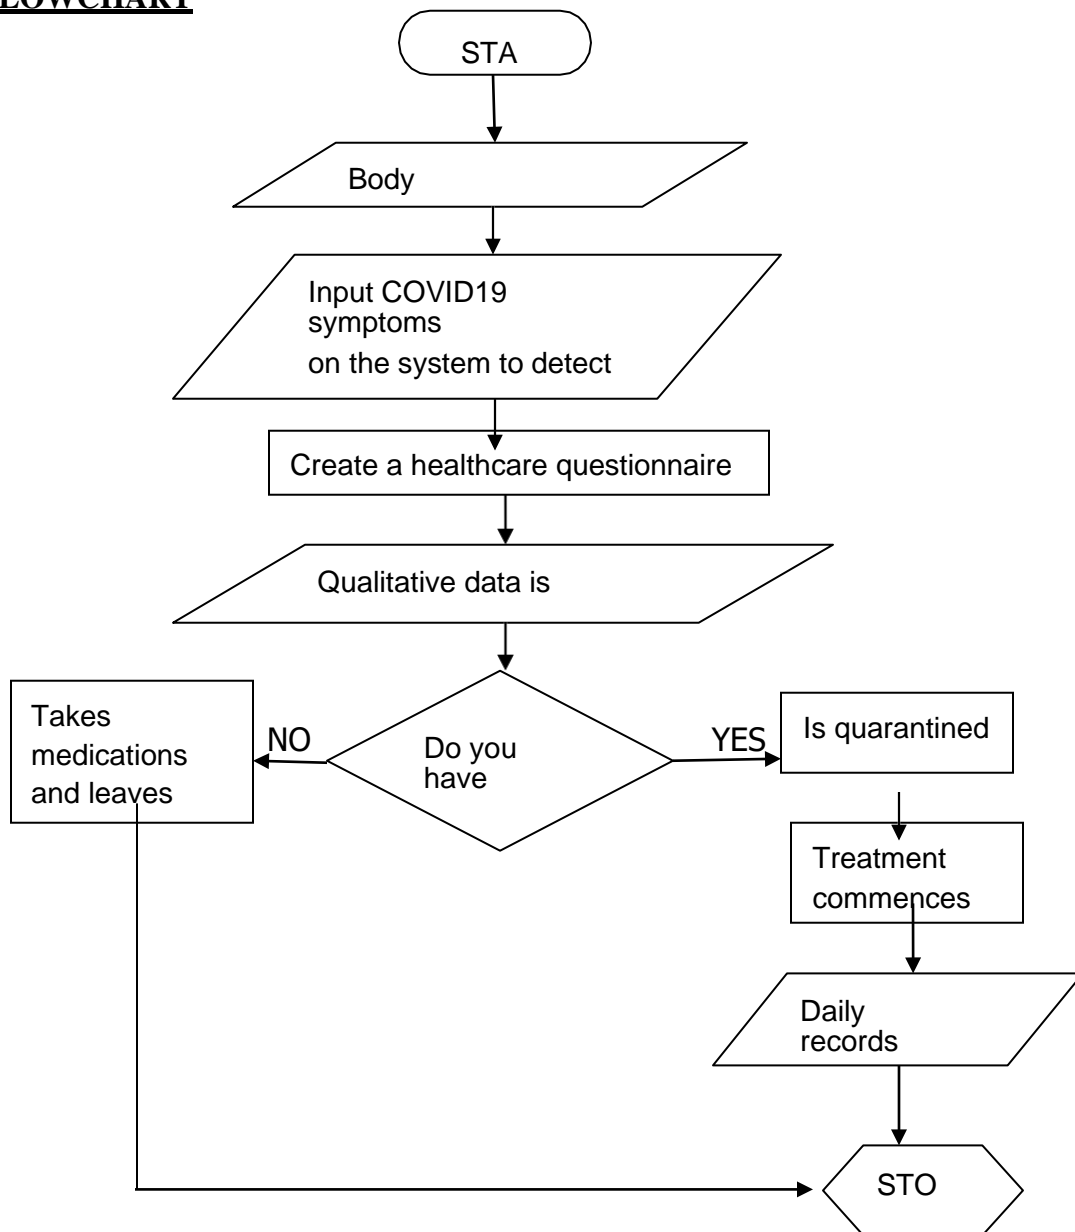 FLOWCHART
STA
Body
Input COVID19
symptoms
on the system to detect
Create a healthcare questionnaire
Qualitative data is
Do you
have
NO
Takes
medications
and leaves
YES
Is quarantined
Treatment
commences
Daily
records
STO